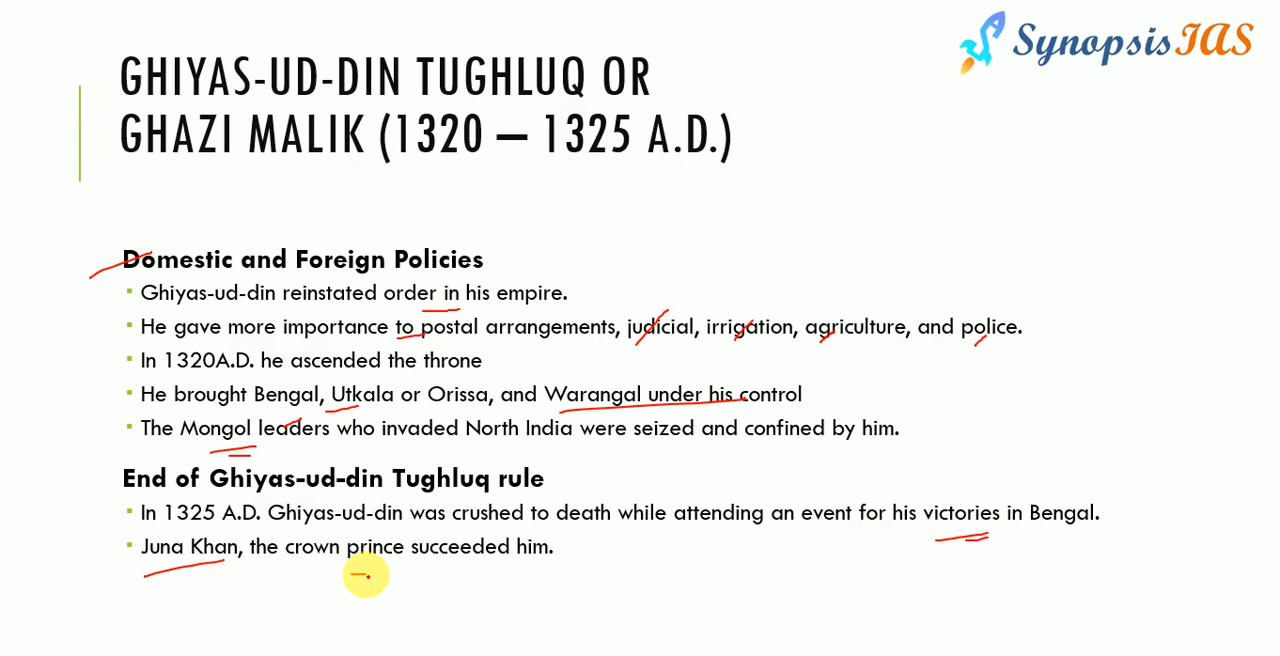 SynopsisIAS
GHIYAS-UD-DIN TUGHLUQ OR
GHAZI MALIK (1320 – 1325 A.D.)
Domestic and Foreign Policies
▪ Ghiyas-ud-din reinstated order in his empire.
▪ He gave more importance to postal arrangements, judicial, irrigation, agriculture, and police.
▪ In 1320A.D. he ascended the throne
▪ He brought Bengal, Utkala or Orissa, and Warangal under his control
▪ The Mongol leaders who invaded North India were seized and confined by him.
End of Ghiyas-ud-din Tughluq rule
▪ In 1325 A.D. Ghiyas-ud-din was crushed to death while attending an event for his victories in Bengal.
▪ Juna Khan, the crown prince succeeded him.